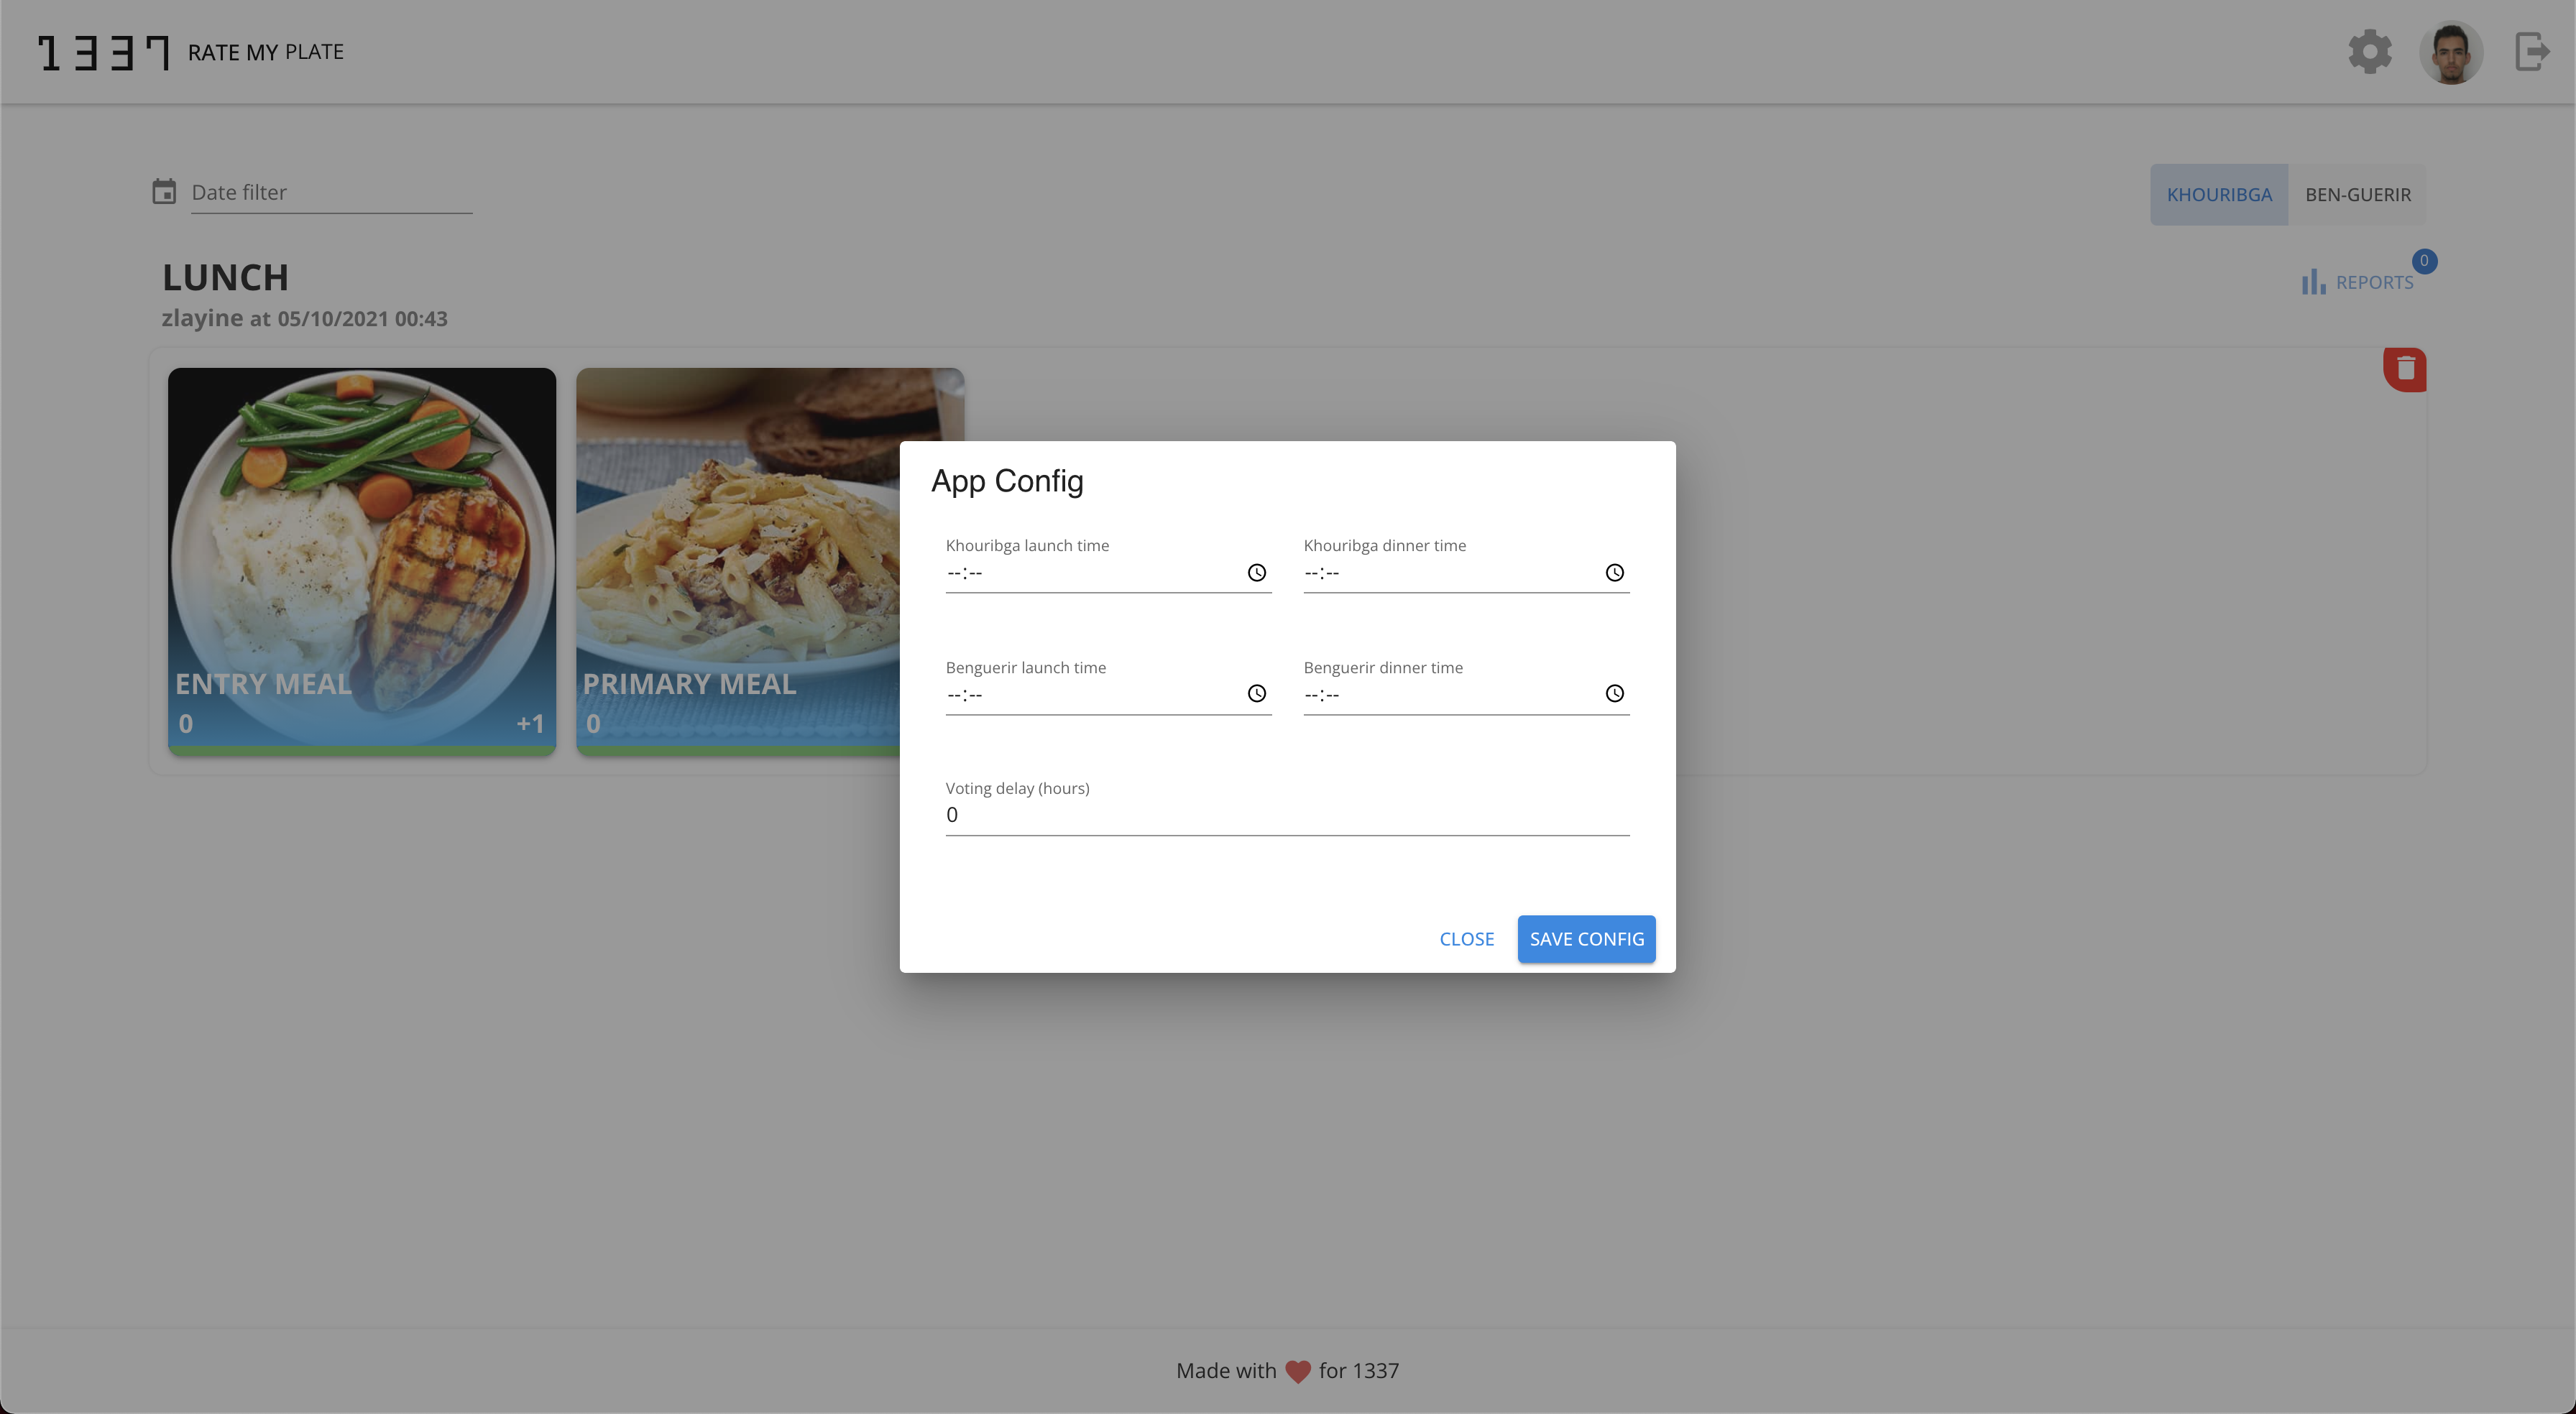 1337 RATE MY PLATE
Date filter
KHOURIBGA BEN-GUERIR
LUNCH
zlayine at 05/10/2021 00:43
REPORTS 0
ENTRY MEAL
0 +1
PRIMARY MEAL
0
App Config
Khouribga launch time
--:--
Khouribga dinner time
--:--
Benguerir launch time
--:--
Benguerir dinner time
--:--
Voting delay (hours)
0
CLOSE SAVE CONFIG
Made with ❤ for 1337